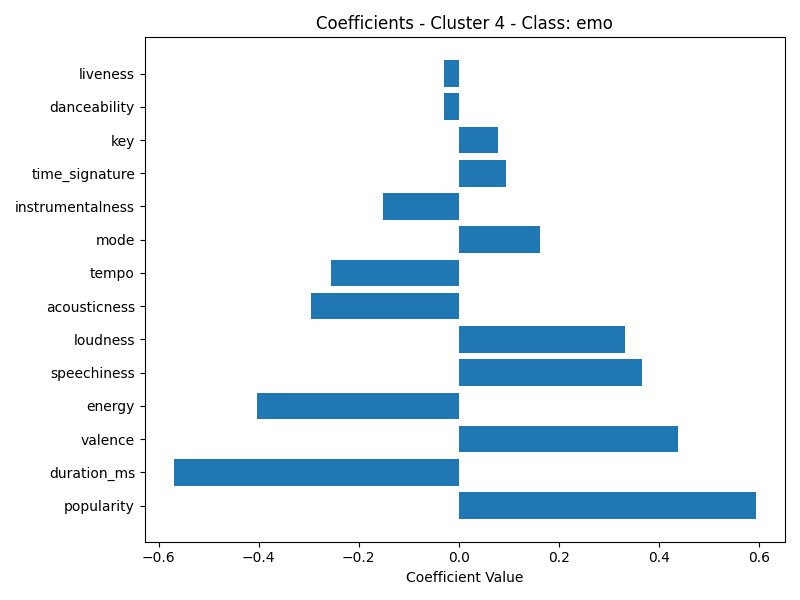 Coefficients - Cluster 4 - Class: emo
liveness
danceability
key
time_signature
instrumentalness
mode
tempo
acousticness
loudness
speechiness
energy
valence
duration_ms
popularity
−0.6 −0.4 −0.2 0.0 0.2 0.4 0.6
Coefficient Value